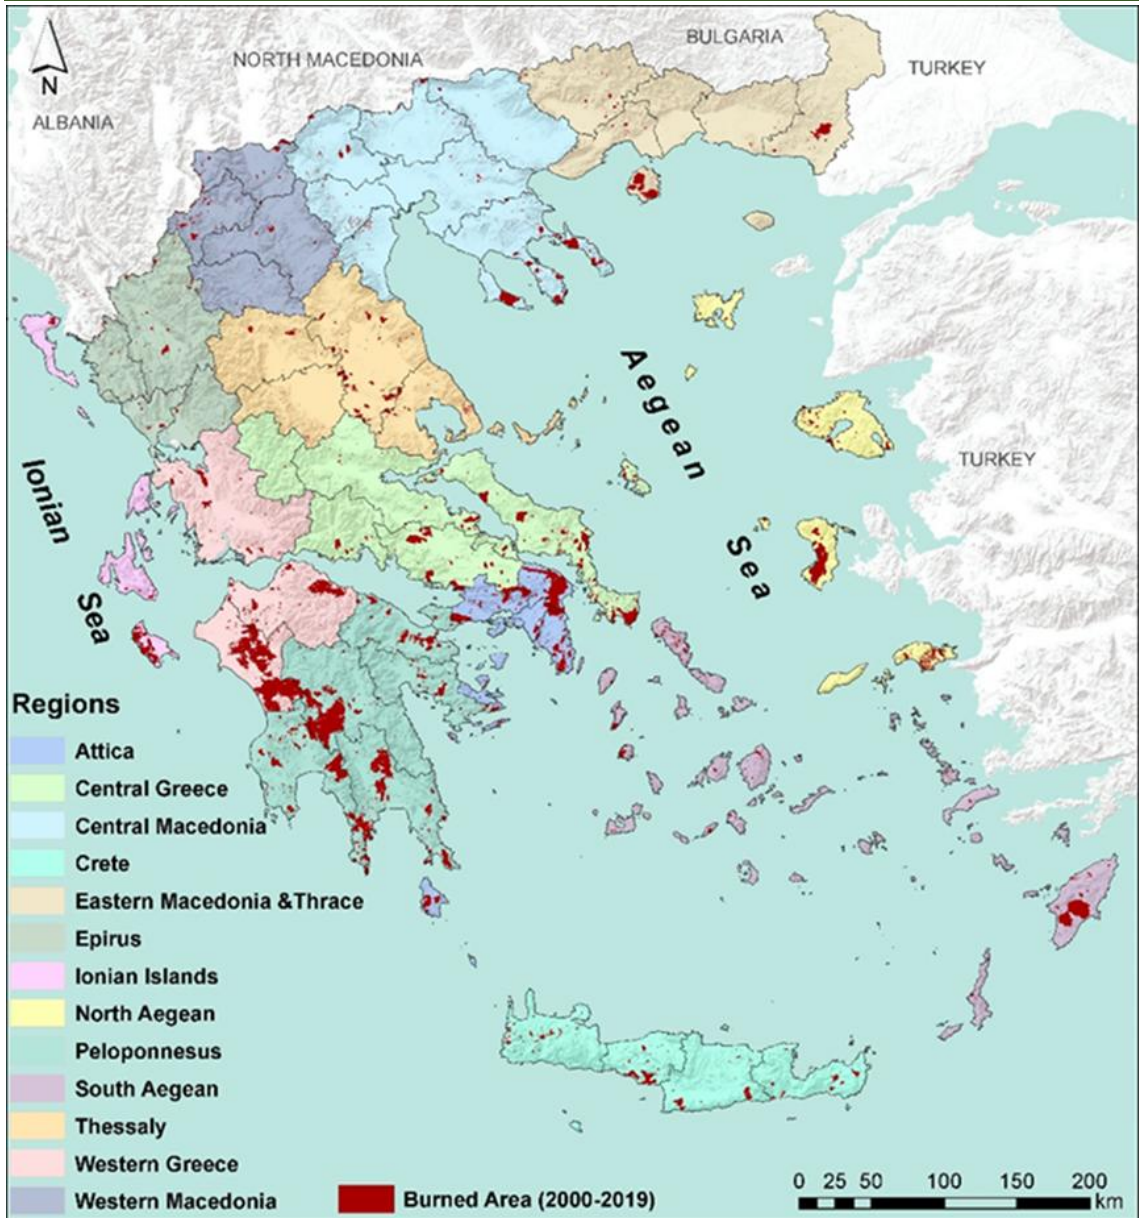 BULGARIA
NORTH MACEDONIA
TURKEY
N
ALBANIA
Aegean
Sea
TURKEY
Ionian
Sea
Regions
Attica
Central Greece
Central Macedonia
Crete
Eastern Macedonia &Thrace
Epirus
Ionian Islands
North Aegean
Peloponnesus
South Aegean
Thessaly
Western Greece
Western Macedonia
Burned Area (2000-2019)
0 25 50 100 150 200
km